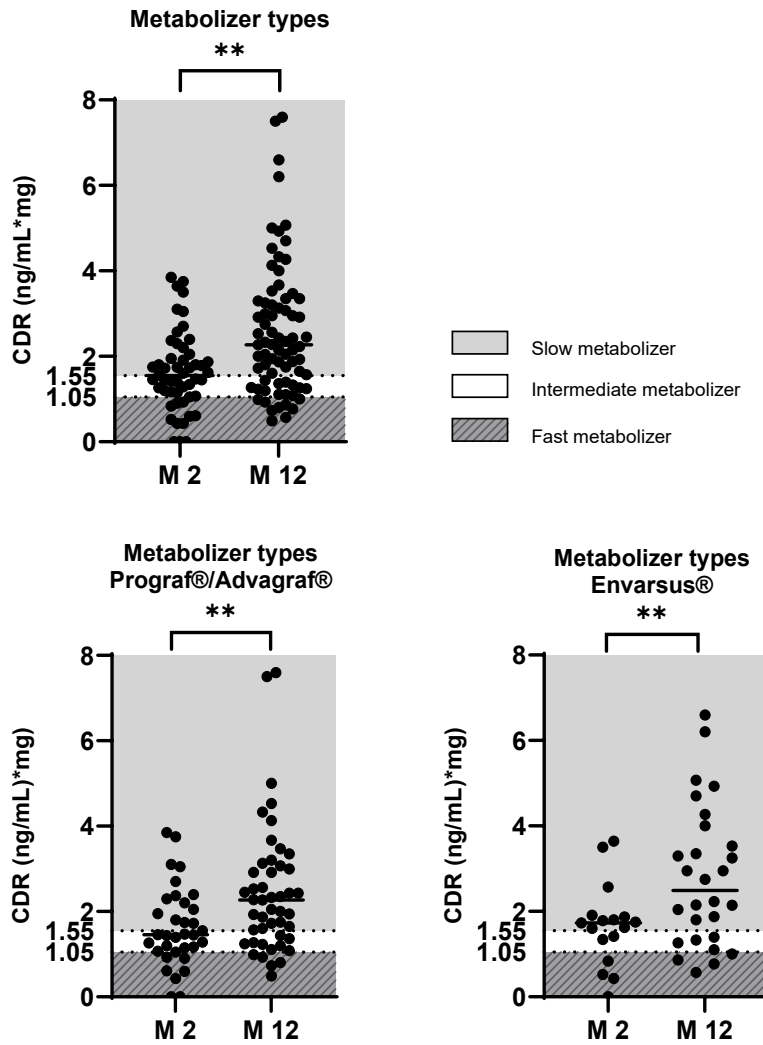 Metabolizer types
**
CDR (ng/mL*mg)
8
6
4
2
1.55
1.05
0
M 2
M 12
Slow metabolizer
Intermediate metabolizer
Fast metabolizer
Metabolizer types
Prograf®/Advagraf®
**
CDR (ng/mL)*mg)
8
6
4
2
1.55
1.05
0
M 2
M 12
Metabolizer types
Envarsus®
**
CDR (ng/mL)*mg)
8
6
4
2
1.55
1.05
0
M 2
M 12